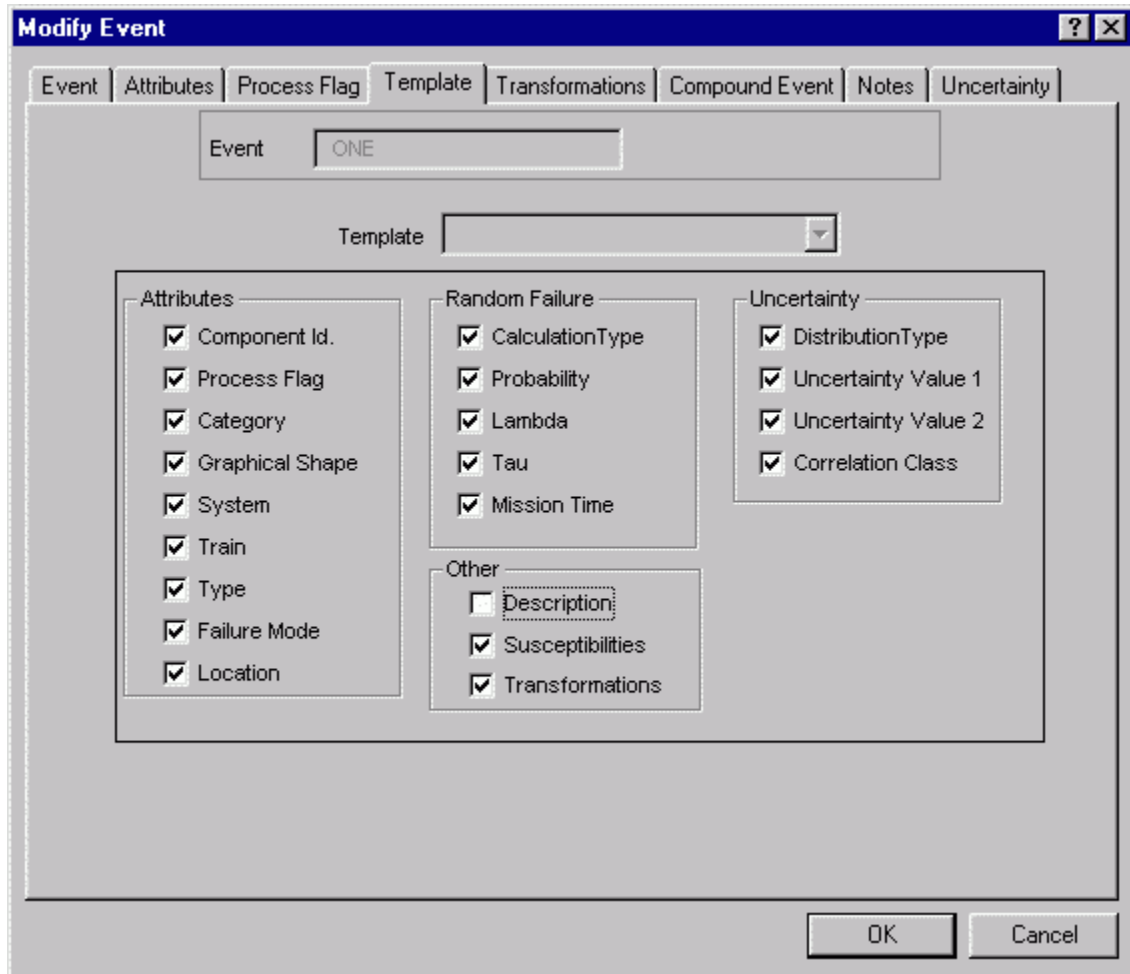 Modify Event
Event Attributes Process Flag Template Transformations Compound Event Notes Uncertainty
Event ONE
Template
Attributes
Component Id.
Process Flag
Category
Graphical Shape
System
Train
Type
Failure Mode
Location
Random Failure
CalculationType
Probability
Lambda
Tau
Mission Time
Other
Description
Susceptibilities
Transformations
Uncertainty
DistributionType
Uncertainty Value 1
Uncertainty Value 2
Correlation Class
OK Cancel